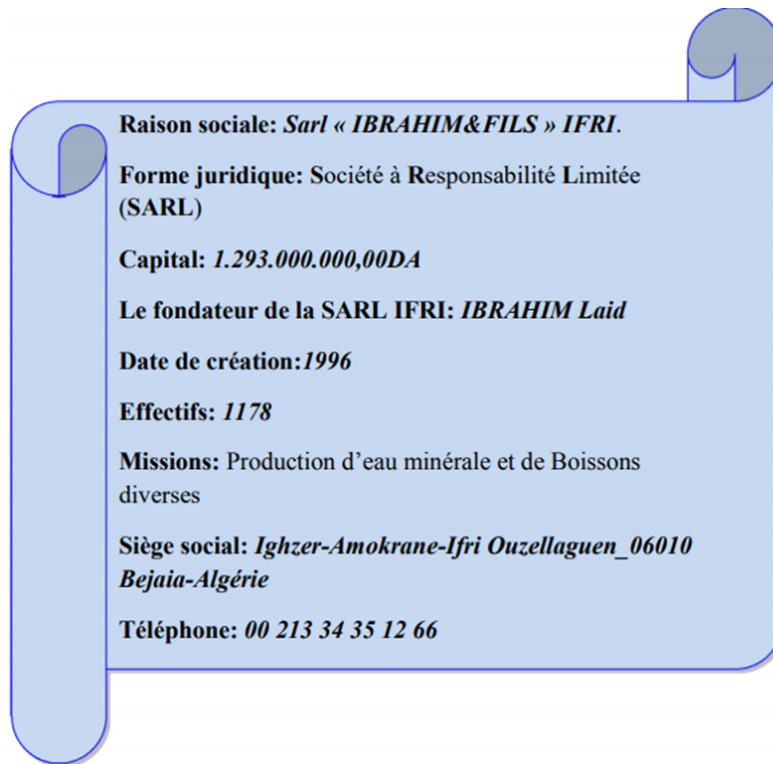 Raison sociale: Sarl « IBRAHIM&FILS » IFRI.
Forme juridique: Société à Responsabilité Limitée
(SARL)
Capital: 1.293.000.000,00DA
Le fondateur de la SARL IFRI: IBRAHIM Laid
Date de création:1996
Effectifs: 1178
Missions: Production d’eau minérale et de Boissons
diverses
Siège social: Ighzer-Amokrane-Ifri Ouzellaguen_06010
Bejaia-Algérie
Téléphone: 00 213 34 35 12 66